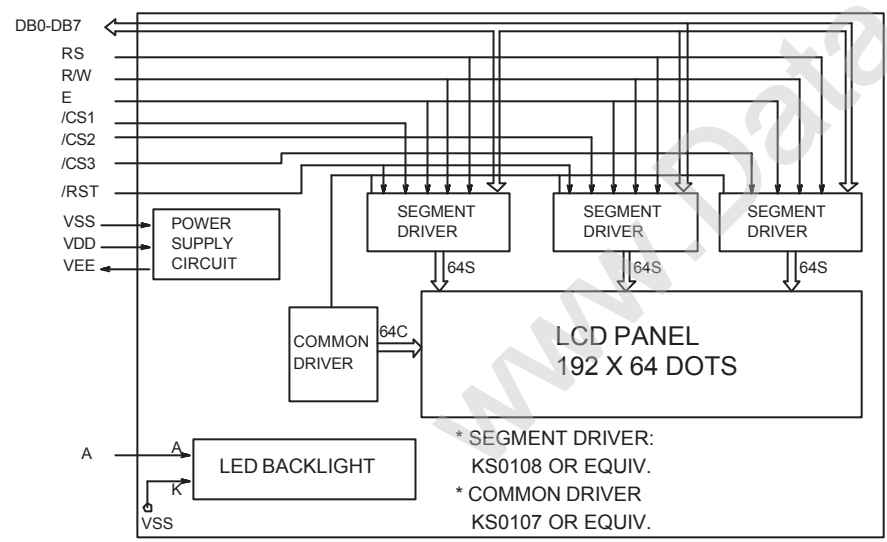 DB0-DB7
RS
R/W
E
/CS1
/CS2
/CS3
/RST
VSS
VDD
VEE
POWER
SUPPLY
CIRCUIT
SEGMENT
DRIVER
SEGMENT
DRIVER
SEGMENT
DRIVER
64S
64S
64S
COMMON
DRIVER
64C
LCD PANEL
192 X 64 DOTS
A
A
K
LED BACKLIGHT
VSS
* SEGMENT DRIVER:
KS0108 OR EQUIV.
* COMMON DRIVER
KS0107 OR EQUIV.
www.Data